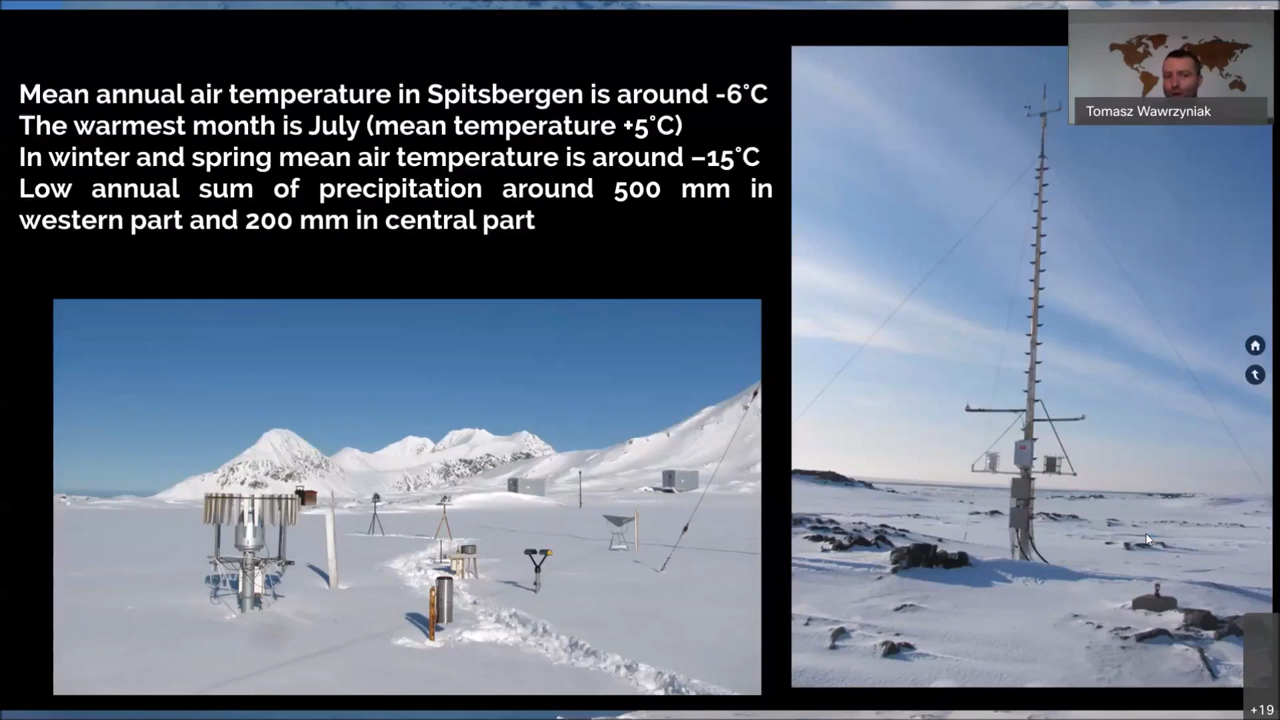 Mean annual air temperature in Spitsbergen is around -6°C
The warmest month is July (mean temperature +5°C)
In winter and spring mean air temperature is around –15°C
Low annual sum of precipitation around 500 mm in
western part and 200 mm in central part
Tomasz Wawrzyniak
+19